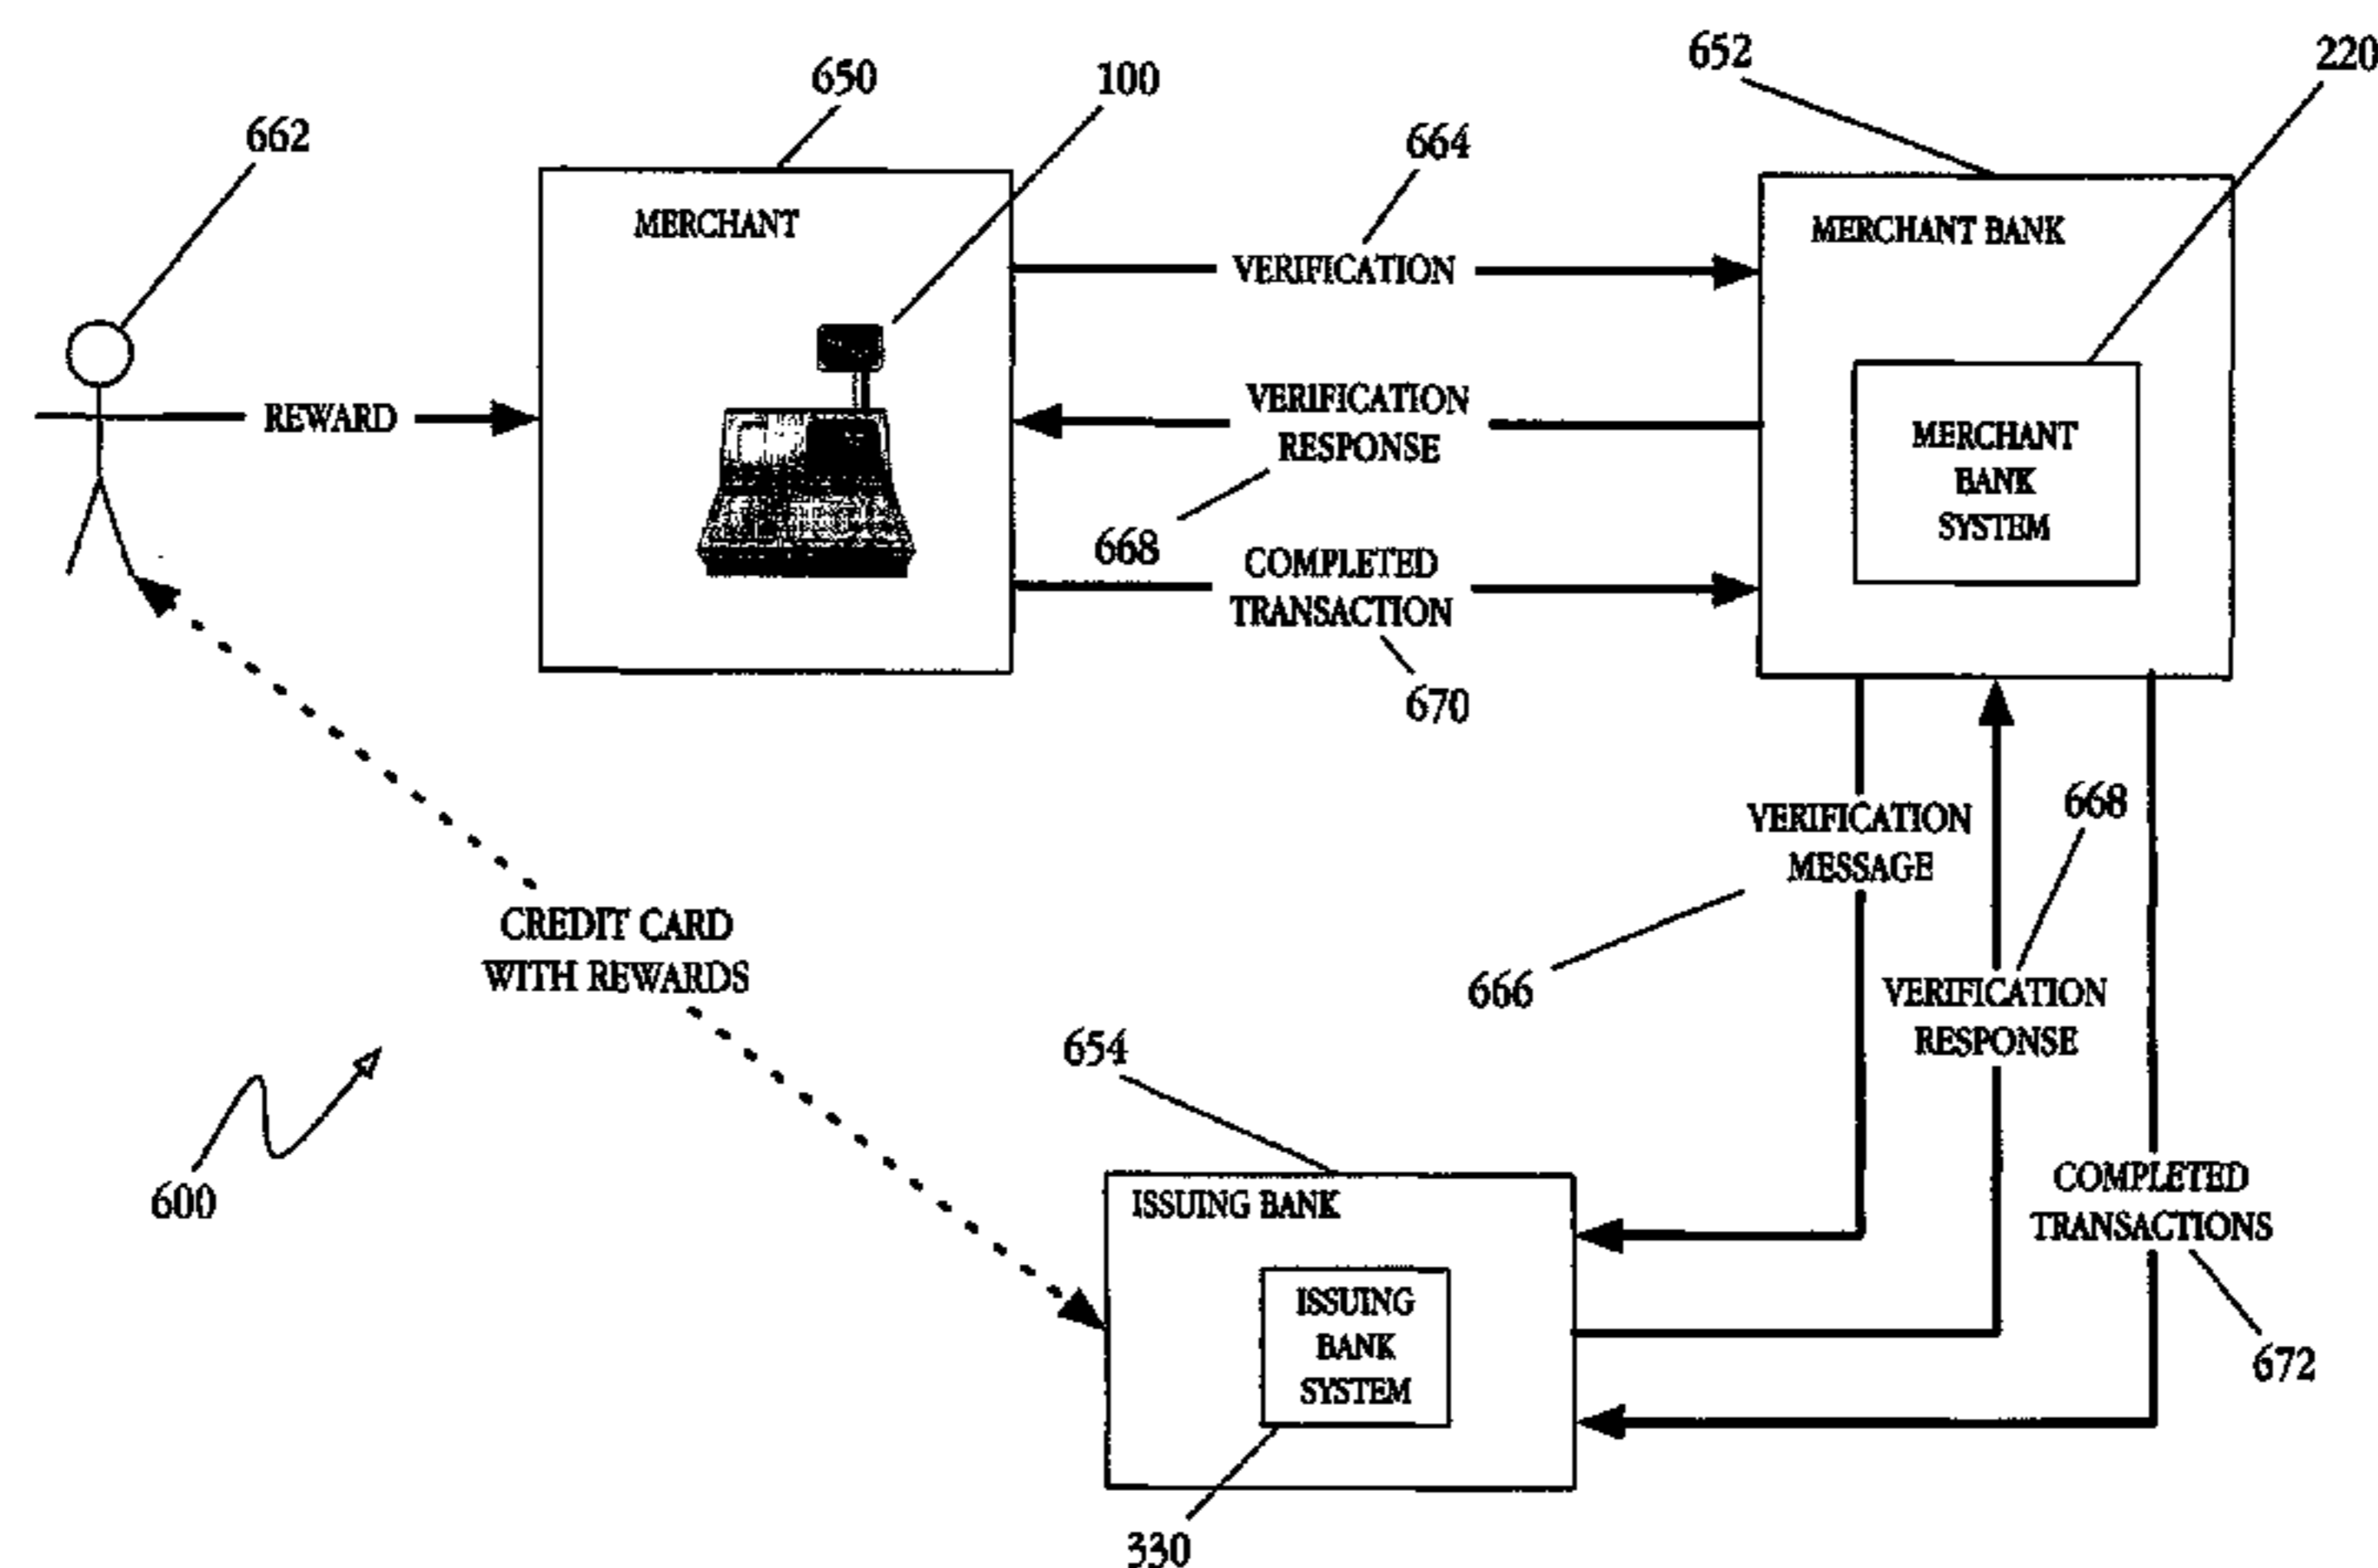 650
100
652
220
662
664
MERCHANT
MERCHANT BANK
VERIFICATION
REWARD
VERIFICATION
RESPONSE
668
MERCHANT
BANK
SYSTEM
COMPLETED
TRANSACTION
670
VERIFICATION
MESSAGE
666
668
VERIFICATION
RESPONSE
CREDIT CARD
WITH REWARDS
600
654
ISSUING BANK
ISSUING
BANK
SYSTEM
330
COMPLETED
TRANSACTIONS
672